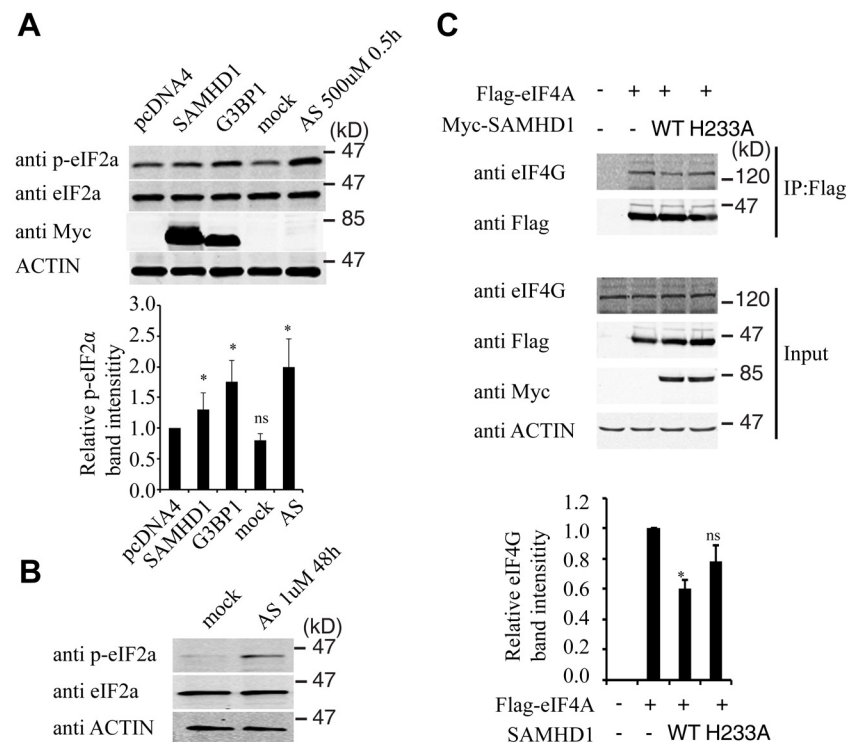 A
pcDNA4 SAMHD1 G3BP1 mock AS 500uM 0.5h
(kD)
anti p-eIF2a 47
anti eIF2a 47
anti Myc 85
ACTIN 47
Relative p-eIF2α
band intensitity
3.0
2.5
2.0
1.5
1.0
0.5
0.0
* * ns *
pcDNA4 SAMHD1 G3BP1 mock AS
B
mock AS 1uM 48h
(kD)
anti p-eIF2a 47
anti eIF2a 47
anti ACTIN 47
C
Flag-eIF4A - + + +
Myc-SAMHD1 - - WT H233A
(kD)
anti eIF4G 120
anti Flag 47
IP:Flag
anti eIF4G 120
anti Flag 47
anti Myc 85
anti ACTIN 47
Input
Relative eIF4G
band intensitity
1.2
1.0
0.8
0.6
0.4
0.2
0.0
* ns
Flag-eIF4A - + + +
SAMHD1 - - WT H233A